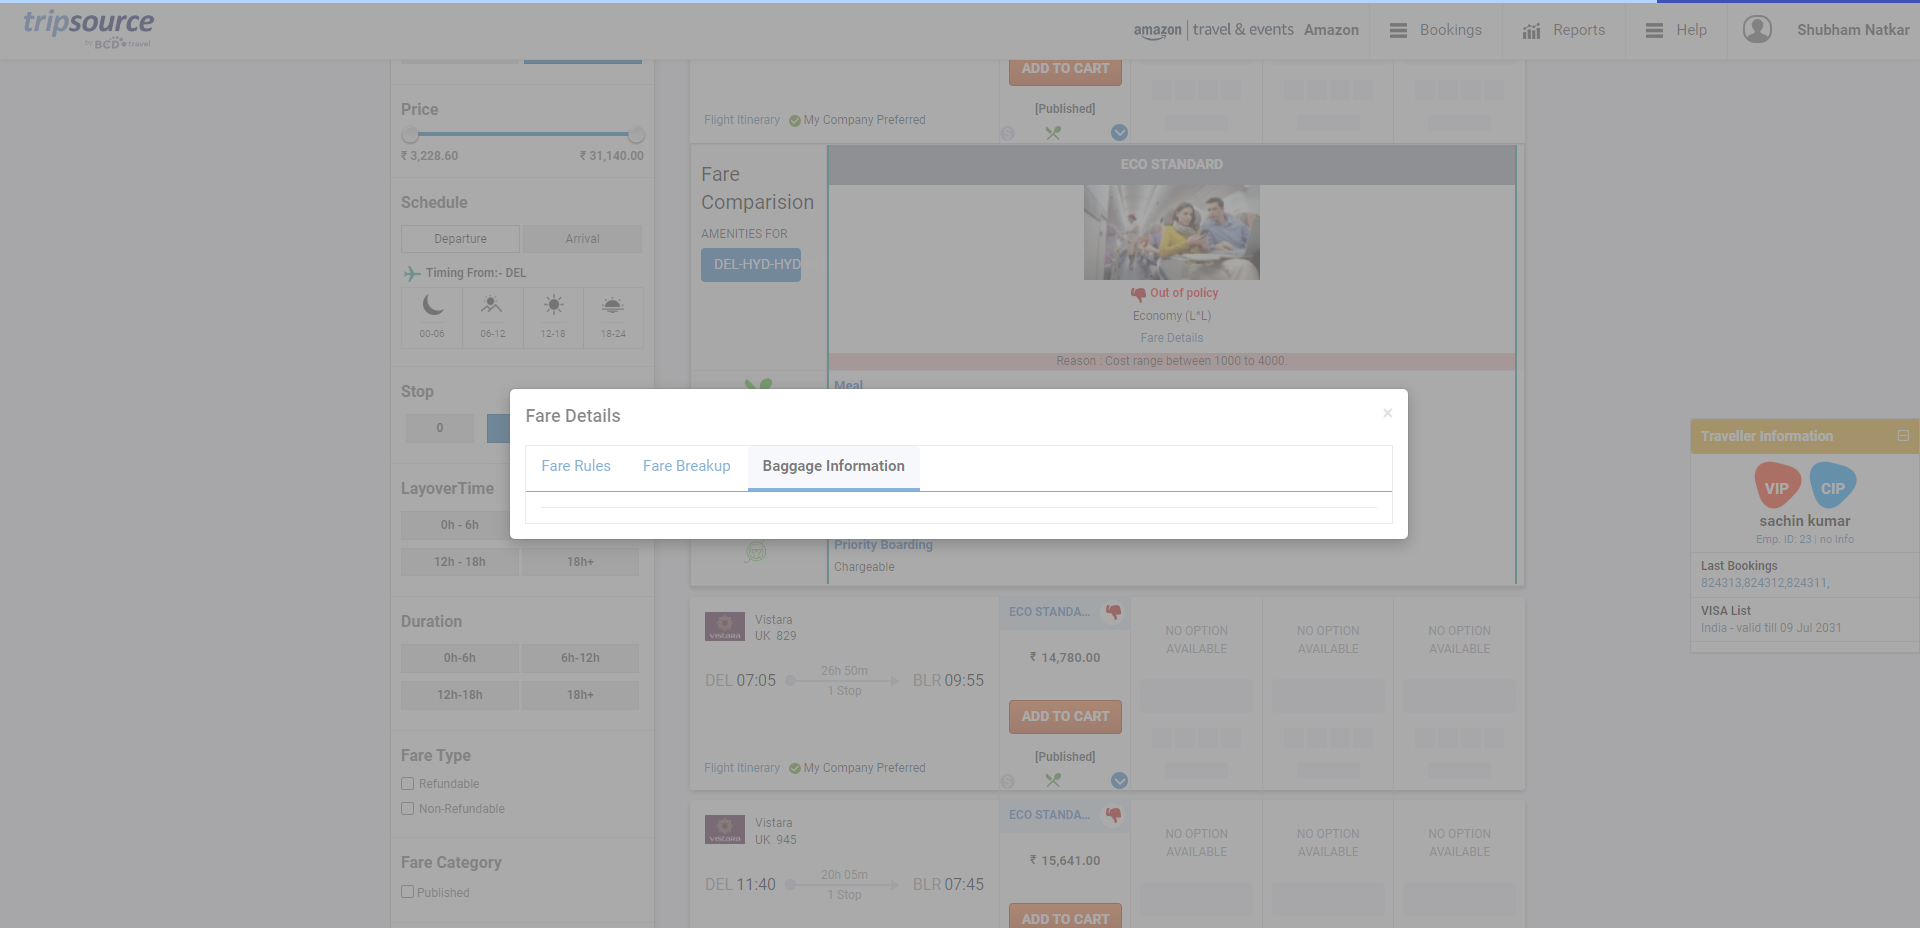 tripsource
by BCD travel
amazon | travel & events Amazon
Bookings
Reports
Help
Shubham Natkar
Price
₹ 3,228.60
₹ 31,140.00
Schedule
Departure
Arrival
Timing From:- DEL
00-06
06-12
12-18
18-24
Stop
0
LayoverTime
0h - 6h
12h - 18h
18h+
Duration
0h-6h
6h-12h
12h-18h
18h+
Fare Type
Refundable
Non-Refundable
Fare Category
Published
ADD TO CART
[Published]
Flight Itinerary
My Company Preferred
Fare
Comparision
AMENITIES FOR
DEL-HYD-HYD
ECO STANDARD
Out of policy
Economy (L*L)
Fare Details
Reason : Cost range between 1000 to 4000.
Meal
Fare Details
×
Fare Rules
Fare Breakup
Baggage Information
Priority Boarding
Chargeable
VISTARA
Vistara
UK 829
DEL 07:05
26h 50m
1 Stop
BLR 09:55
Flight Itinerary
My Company Preferred
ECO STANDA...
₹ 14,780.00
ADD TO CART
[Published]
NO OPTION
AVAILABLE
NO OPTION
AVAILABLE
NO OPTION
AVAILABLE
VISTARA
Vistara
UK 945
DEL 11:40
20h 05m
1 Stop
BLR 07:45
ECO STANDA...
₹ 15,641.00
ADD TO CART
NO OPTION
AVAILABLE
NO OPTION
AVAILABLE
NO OPTION
AVAILABLE
Traveller Information
VIP
CIP
sachin kumar
Emp. ID: 23 | no Info
Last Bookings
824313,824312,824311,
VISA List
India - valid till 09 Jul 2031